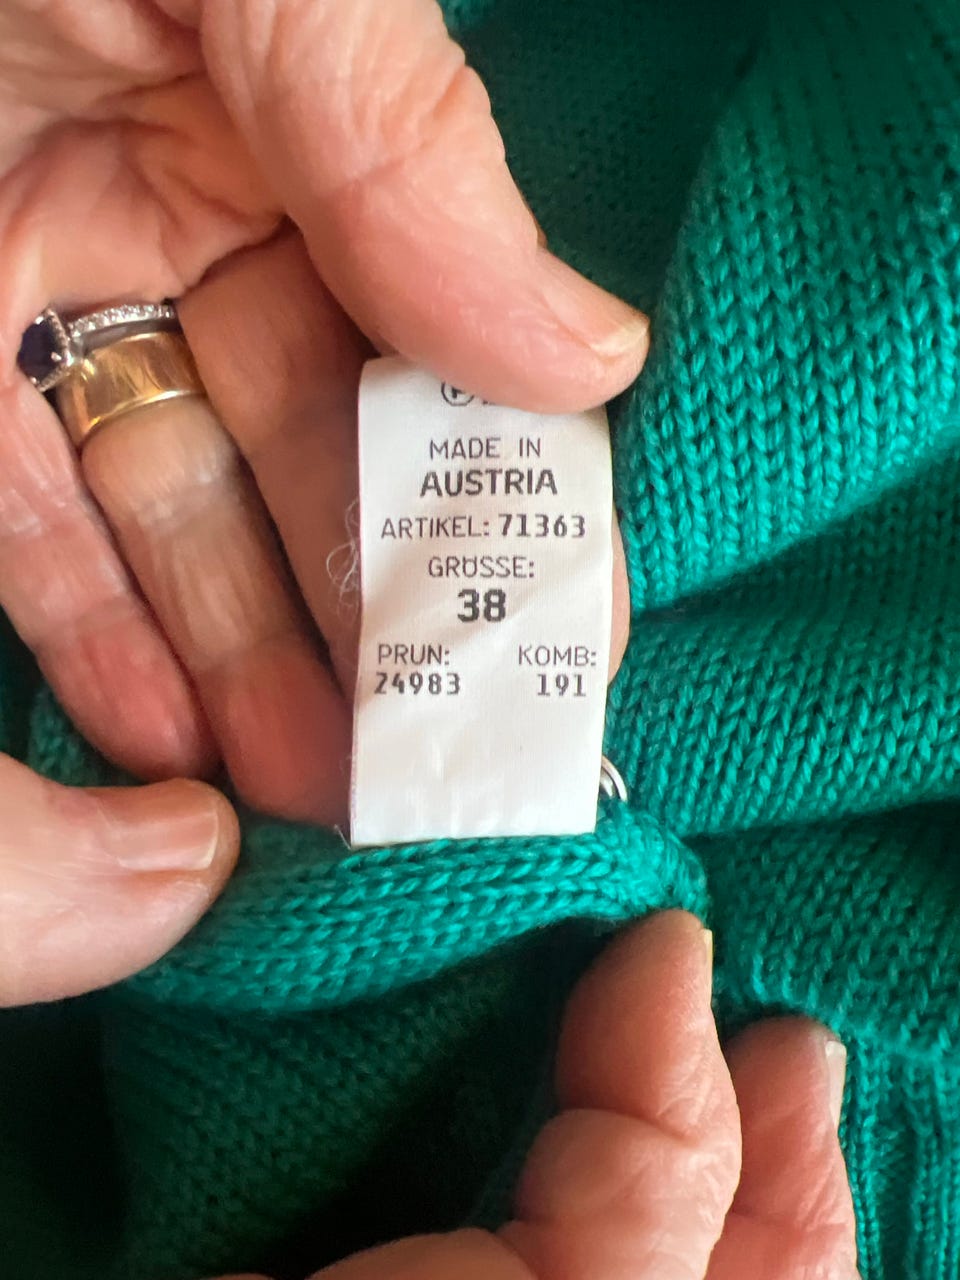 Ⓟ
MADE IN
AUSTRIA
ARTIKEL: 71363
GRÖSSE:
38
PRUN: KOMB:
24983 191